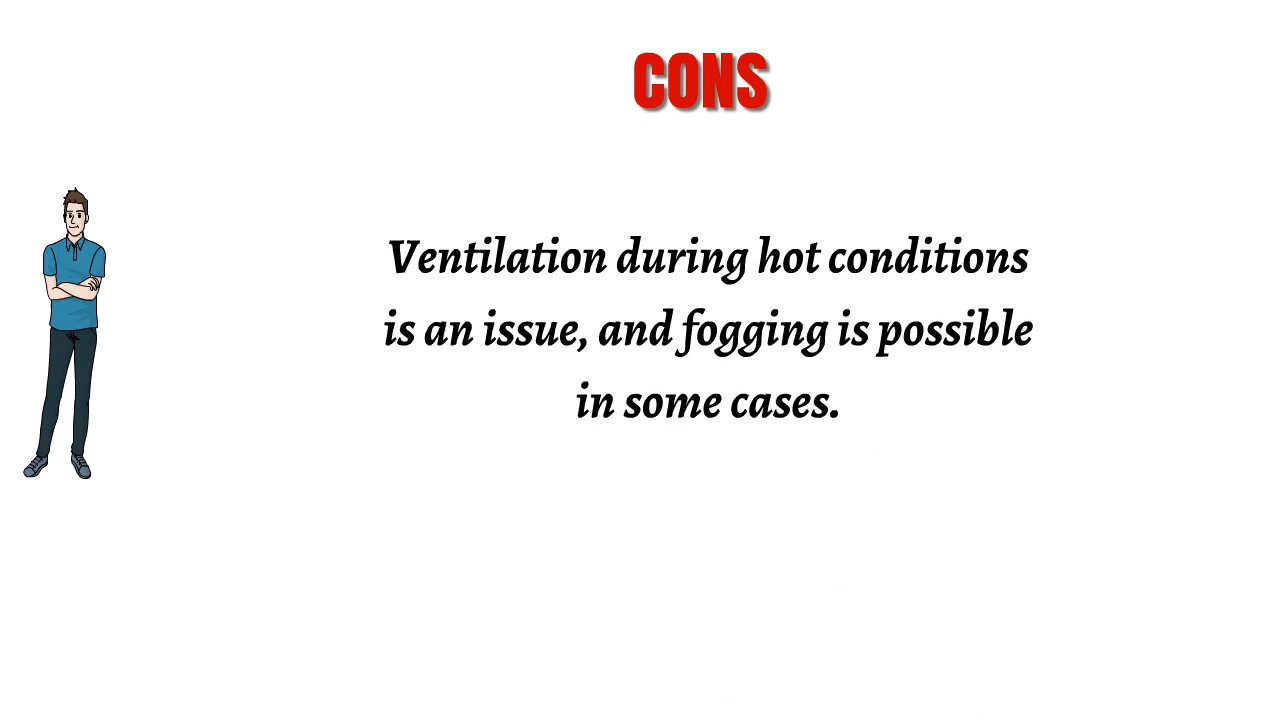 CONS
Ventilation during hot conditions
is an issue, and fogging is possible
in some cases.